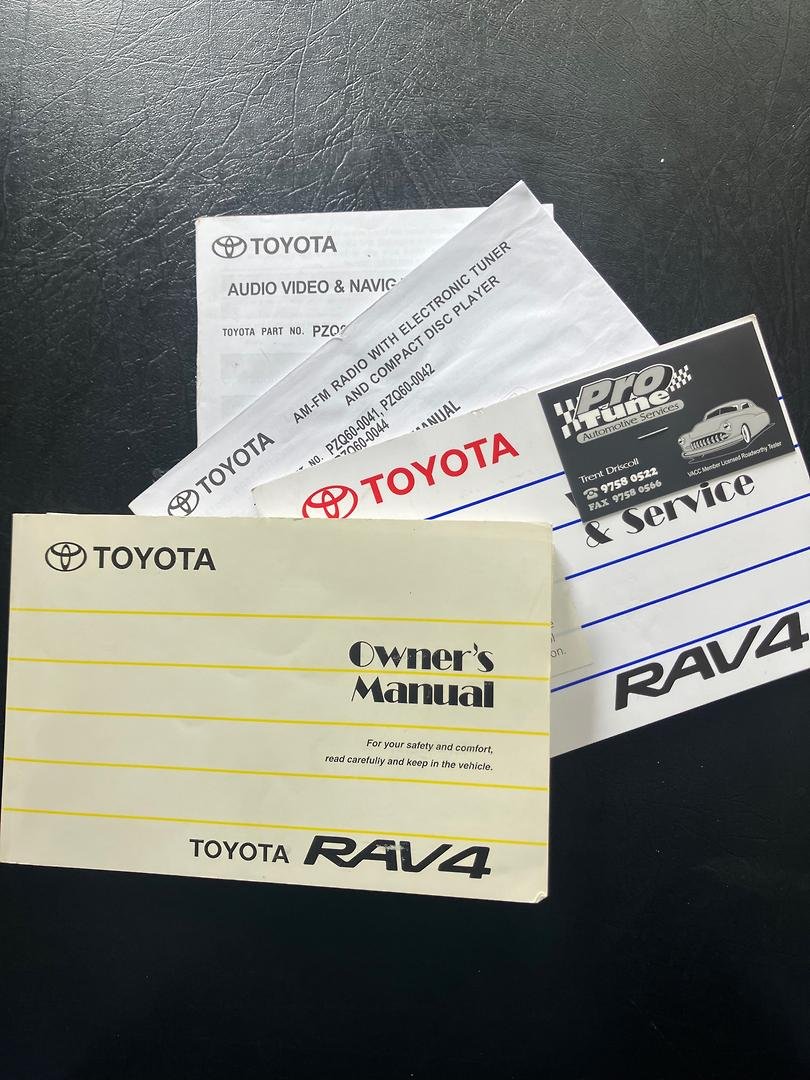 TOYOTA
AUDIO VIDEO &
TOYOTA PART NO.
AM-FM RADIO WITH ELECTRONIC TUNER
AND COMPACT DISC PLAYER
NO. PZQ60-0041, PZQ60-0042
PZQ60-0044
MANUAL
TOYOTA
TOYOTA
& Service
RAV4
Pro
Tune
Automotive Services
Trent Driscoll
☎ 9758 0522
FAX 9758 0566
VACC Member Licensed Roadworthy Tester
TOYOTA
Owner's
Manual
For your safety and comfort,
read carefully and keep in the vehicle.
TOYOTA RAV4